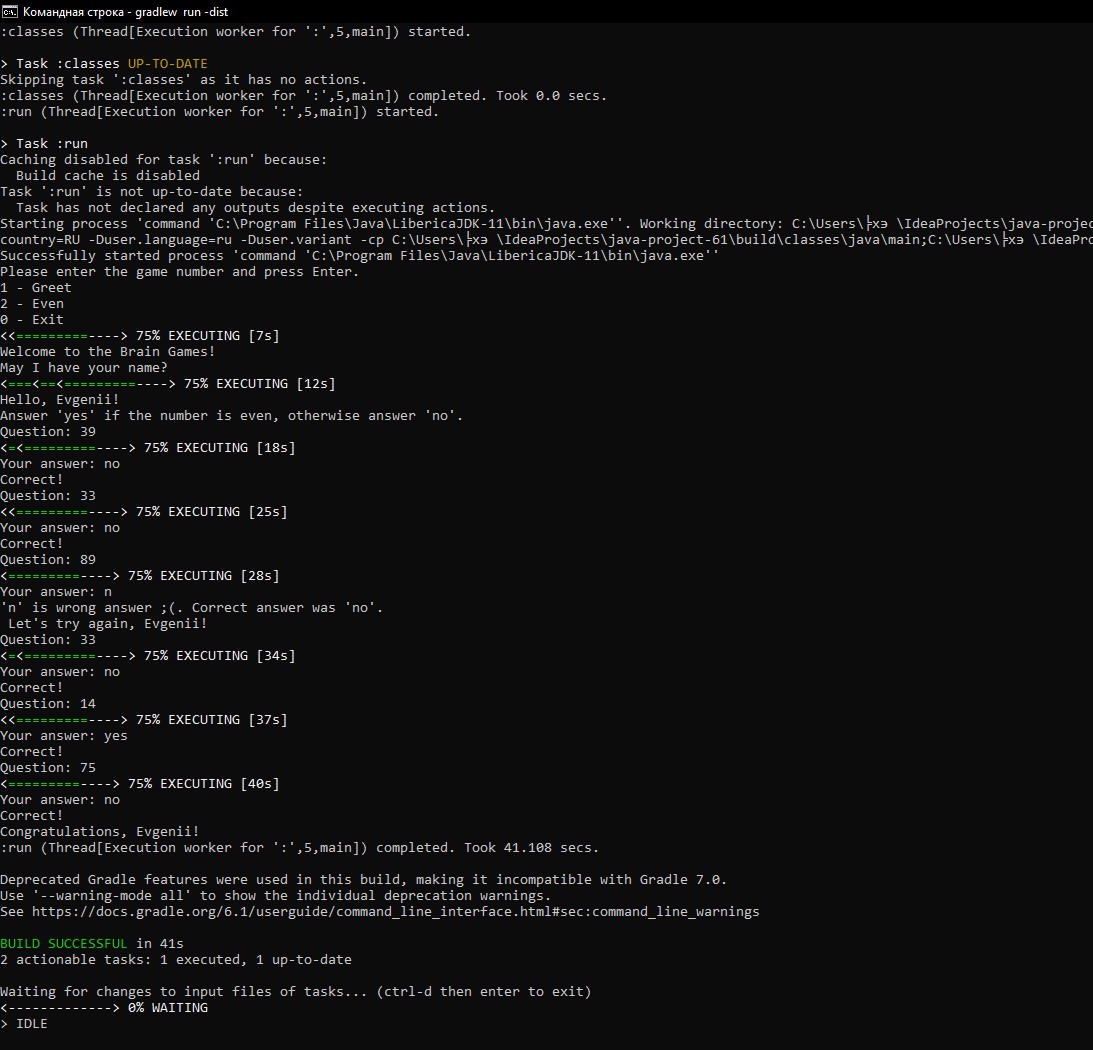 Командная строка - gradlew run -dist
:classes (Thread[Execution worker for ':',5,main]) started.
> Task :classes UP-TO-DATE
Skipping task ':classes' as it has no actions.
:classes (Thread[Execution worker for ':',5,main]) completed. Took 0.0 secs.
:run (Thread[Execution worker for ':',5,main]) started.
> Task :run
Caching disabled for task ':run' because:
  Build cache is disabled
Task ':run' is not up-to-date because:
  Task has not declared any outputs despite executing actions.
Starting process 'command 'C:\Program Files\Java\LibericaJDK-11\bin\java.exe''. Working directory: C:\Users\├хэ \IdeaProjects\java-projec
country=RU -Duser.language=ru -Duser.variant -cp C:\Users\├хэ \IdeaProjects\java-project-61\build\classes\java\main;C:\Users\├хэ \IdeaPro
Successfully started process 'command 'C:\Program Files\Java\LibericaJDK-11\bin\java.exe''
Please enter the game number and press Enter.
1 - Greet
2 - Even
0 - Exit
<<=========----> 75% EXECUTING [7s]
Welcome to the Brain Games!
May I have your name?
<===<==<=========----> 75% EXECUTING [12s]
Hello, Evgenii!
Answer 'yes' if the number is even, otherwise answer 'no'.
Question: 39
<=<=========----> 75% EXECUTING [18s]
Your answer: no
Correct!
Question: 33
<<=========----> 75% EXECUTING [25s]
Your answer: no
Correct!
Question: 89
<=========----> 75% EXECUTING [28s]
Your answer: n
'n' is wrong answer ;(. Correct answer was 'no'.
 Let's try again, Evgenii!
Question: 33
<=<=========----> 75% EXECUTING [34s]
Your answer: no
Correct!
Question: 14
<<=========----> 75% EXECUTING [37s]
Your answer: yes
Correct!
Question: 75
<=========----> 75% EXECUTING [40s]
Your answer: no
Correct!
Congratulations, Evgenii!
:run (Thread[Execution worker for ':',5,main]) completed. Took 41.108 secs.
Deprecated Gradle features were used in this build, making it incompatible with Gradle 7.0.
Use '--warning-mode all' to show the individual deprecation warnings.
See https://docs.gradle.org/6.1/userguide/command_line_interface.html#sec:command_line_warnings
BUILD SUCCESSFUL in 41s
2 actionable tasks: 1 executed, 1 up-to-date
Waiting for changes to input files of tasks... (ctrl-d then enter to exit)
<-------------> 0% WAITING
> IDLE